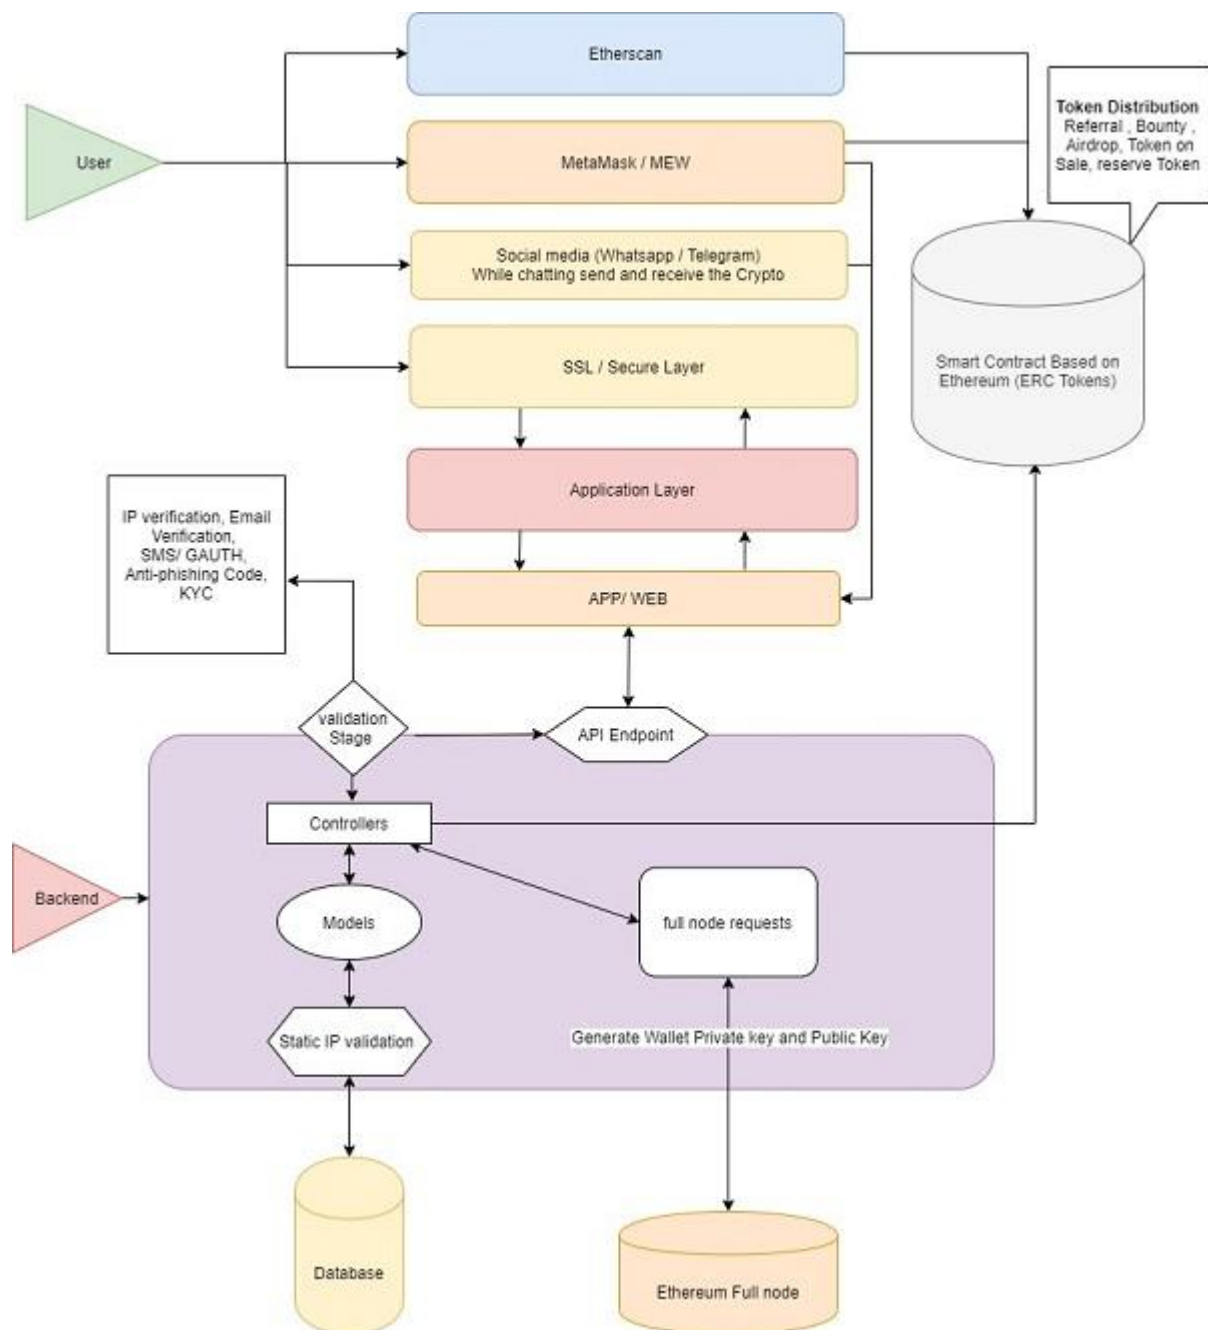 Etherscan
Token Distribution
Referral , Bounty ,
Airdrop, Token on
Sale, reserve Token
User
MetaMask / MEW
Social media (Whatsapp / Telegram)
While chatting send and receive the Crypto
SSL / Secure Layer
Smart Contract Based on
Ethereum (ERC Tokens)
Application Layer
IP verification, Email
Verification,
SMS/ GAUTH,
Anti-phishing Code,
KYC
APP/ WEB
validation
Stage
API Endpoint
Controllers
Backend
Models
full node requests
Static IP validation
Generate Wallet Private key and Public Key
Database
Ethereum Full node